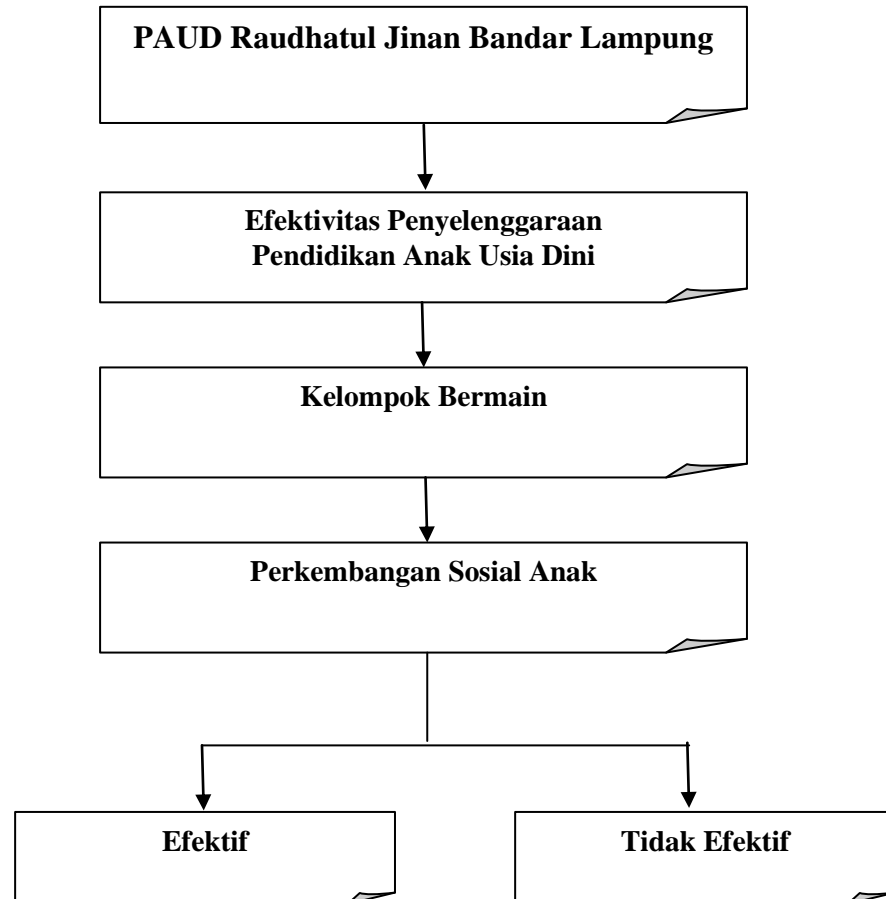 PAUD Raudhatul Jinan Bandar Lampung
Efektivitas Penyelenggaraan
Pendidikan Anak Usia Dini
Kelompok Bermain
Perkembangan Sosial Anak
Efektif
Tidak Efektif